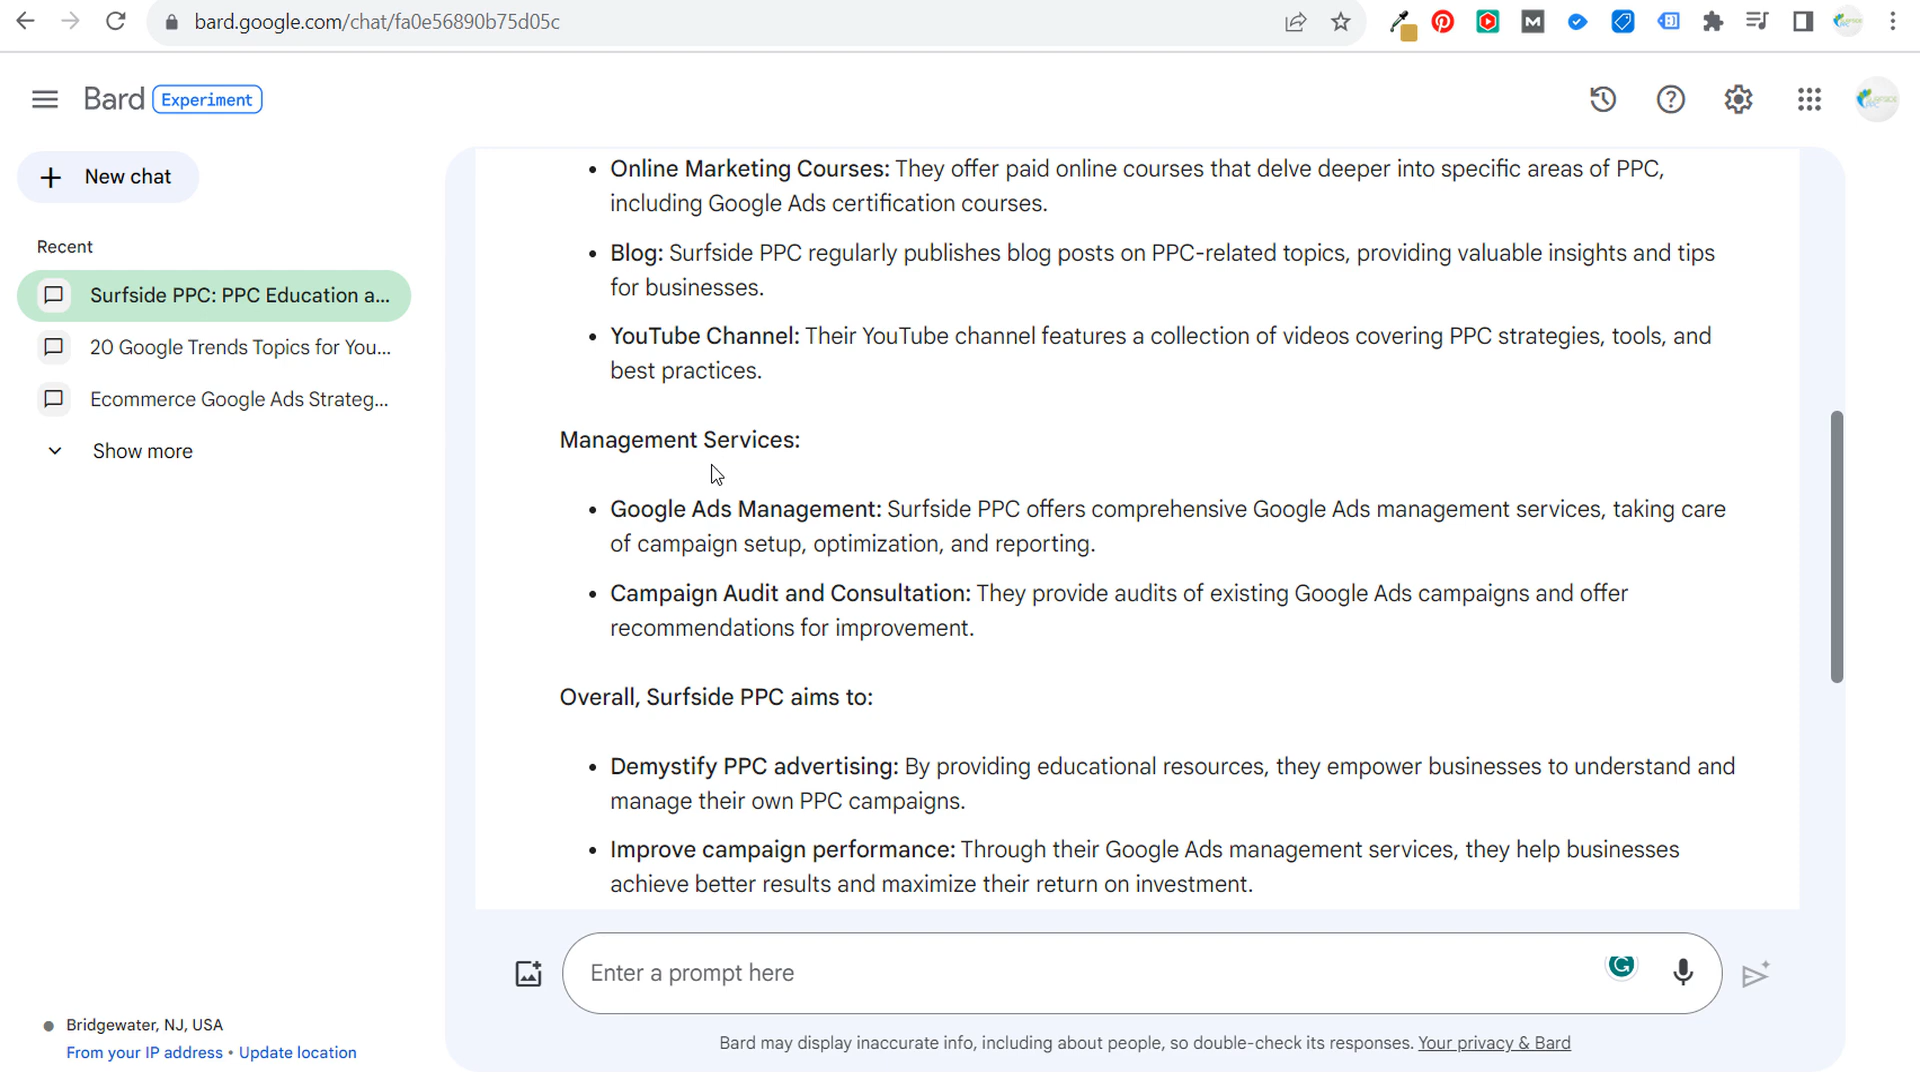 bard.google.com/chat/fa0e56890b75d05c
Bard Experiment
New chat
Recent
Surfside PPC: PPC Education a...
20 Google Trends Topics for You...
Ecommerce Google Ads Strateg...
Show more
• Online Marketing Courses: They offer paid online courses that delve deeper into specific areas of PPC,
including Google Ads certification courses.
• Blog: Surfside PPC regularly publishes blog posts on PPC-related topics, providing valuable insights and tips
for businesses.
• YouTube Channel: Their YouTube channel features a collection of videos covering PPC strategies, tools, and
best practices.
Management Services:
• Google Ads Management: Surfside PPC offers comprehensive Google Ads management services, taking care
of campaign setup, optimization, and reporting.
• Campaign Audit and Consultation: They provide audits of existing Google Ads campaigns and offer
recommendations for improvement.
Overall, Surfside PPC aims to:
• Demystify PPC advertising: By providing educational resources, they empower businesses to understand and
manage their own PPC campaigns.
• Improve campaign performance: Through their Google Ads management services, they help businesses
achieve better results and maximize their return on investment.
Enter a prompt here
Bridgewater, NJ, USA
From your IP address • Update location
Bard may display inaccurate info, including about people, so double-check its responses. Your privacy & Bard